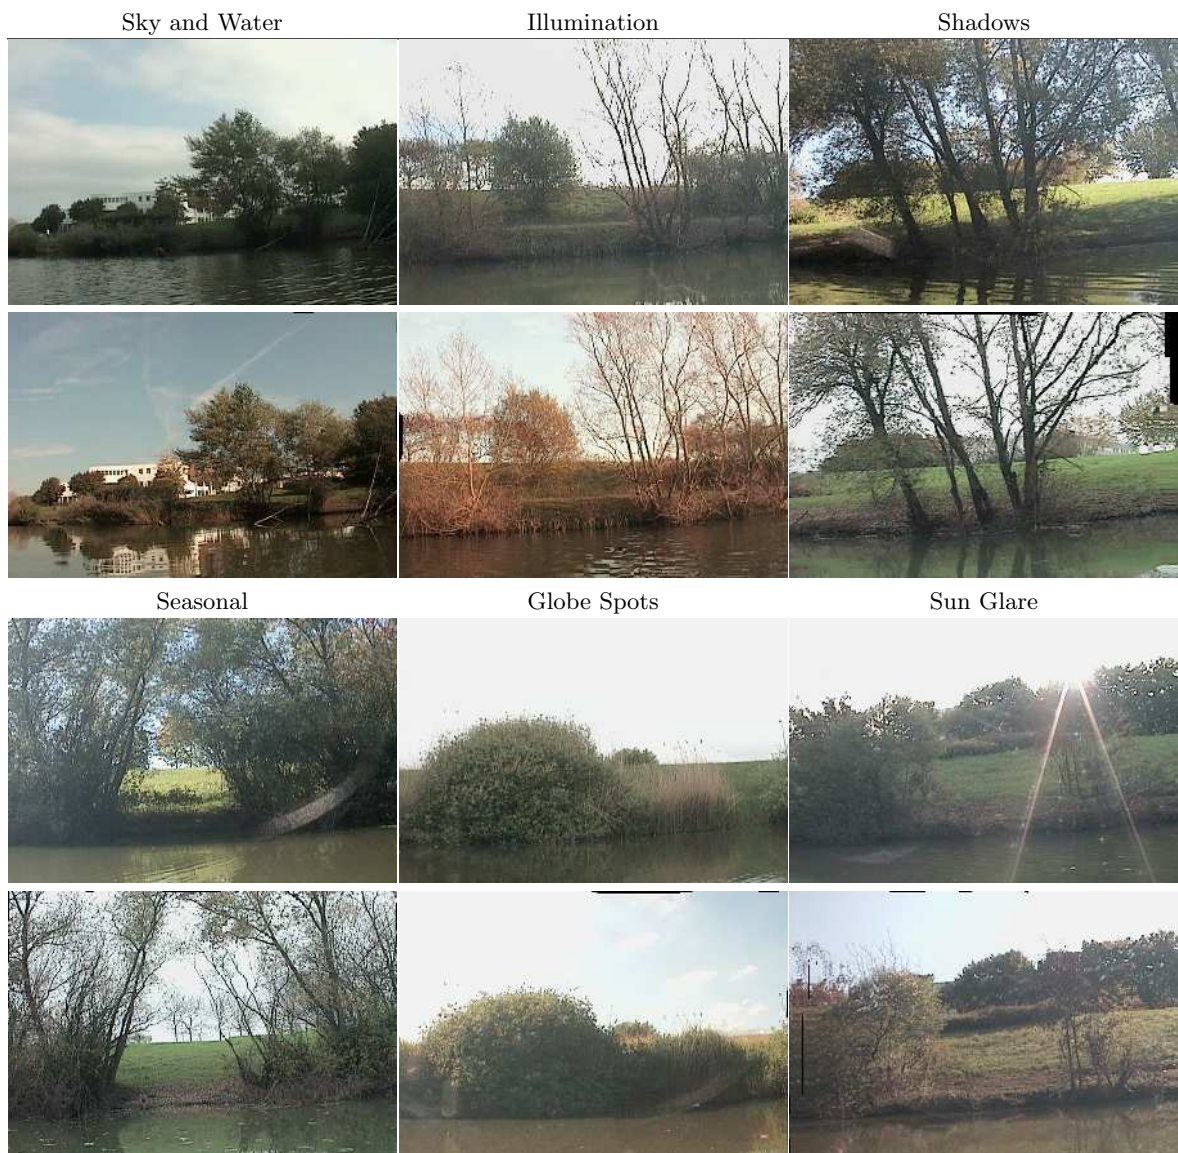 Sky and Water
Illumination
Shadows
Seasonal
Globe Spots
Sun Glare